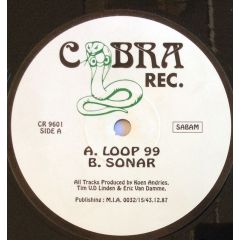 COBRA
REC.
CR 9601
SIDE A
SABAM
A. LOOP 99
B. SONAR
All Tracks Produced by Koen Andries,
Tim V.D Linden & Eric Van Damme.
Publishing : M.I.A. 0032/15/43.12.87